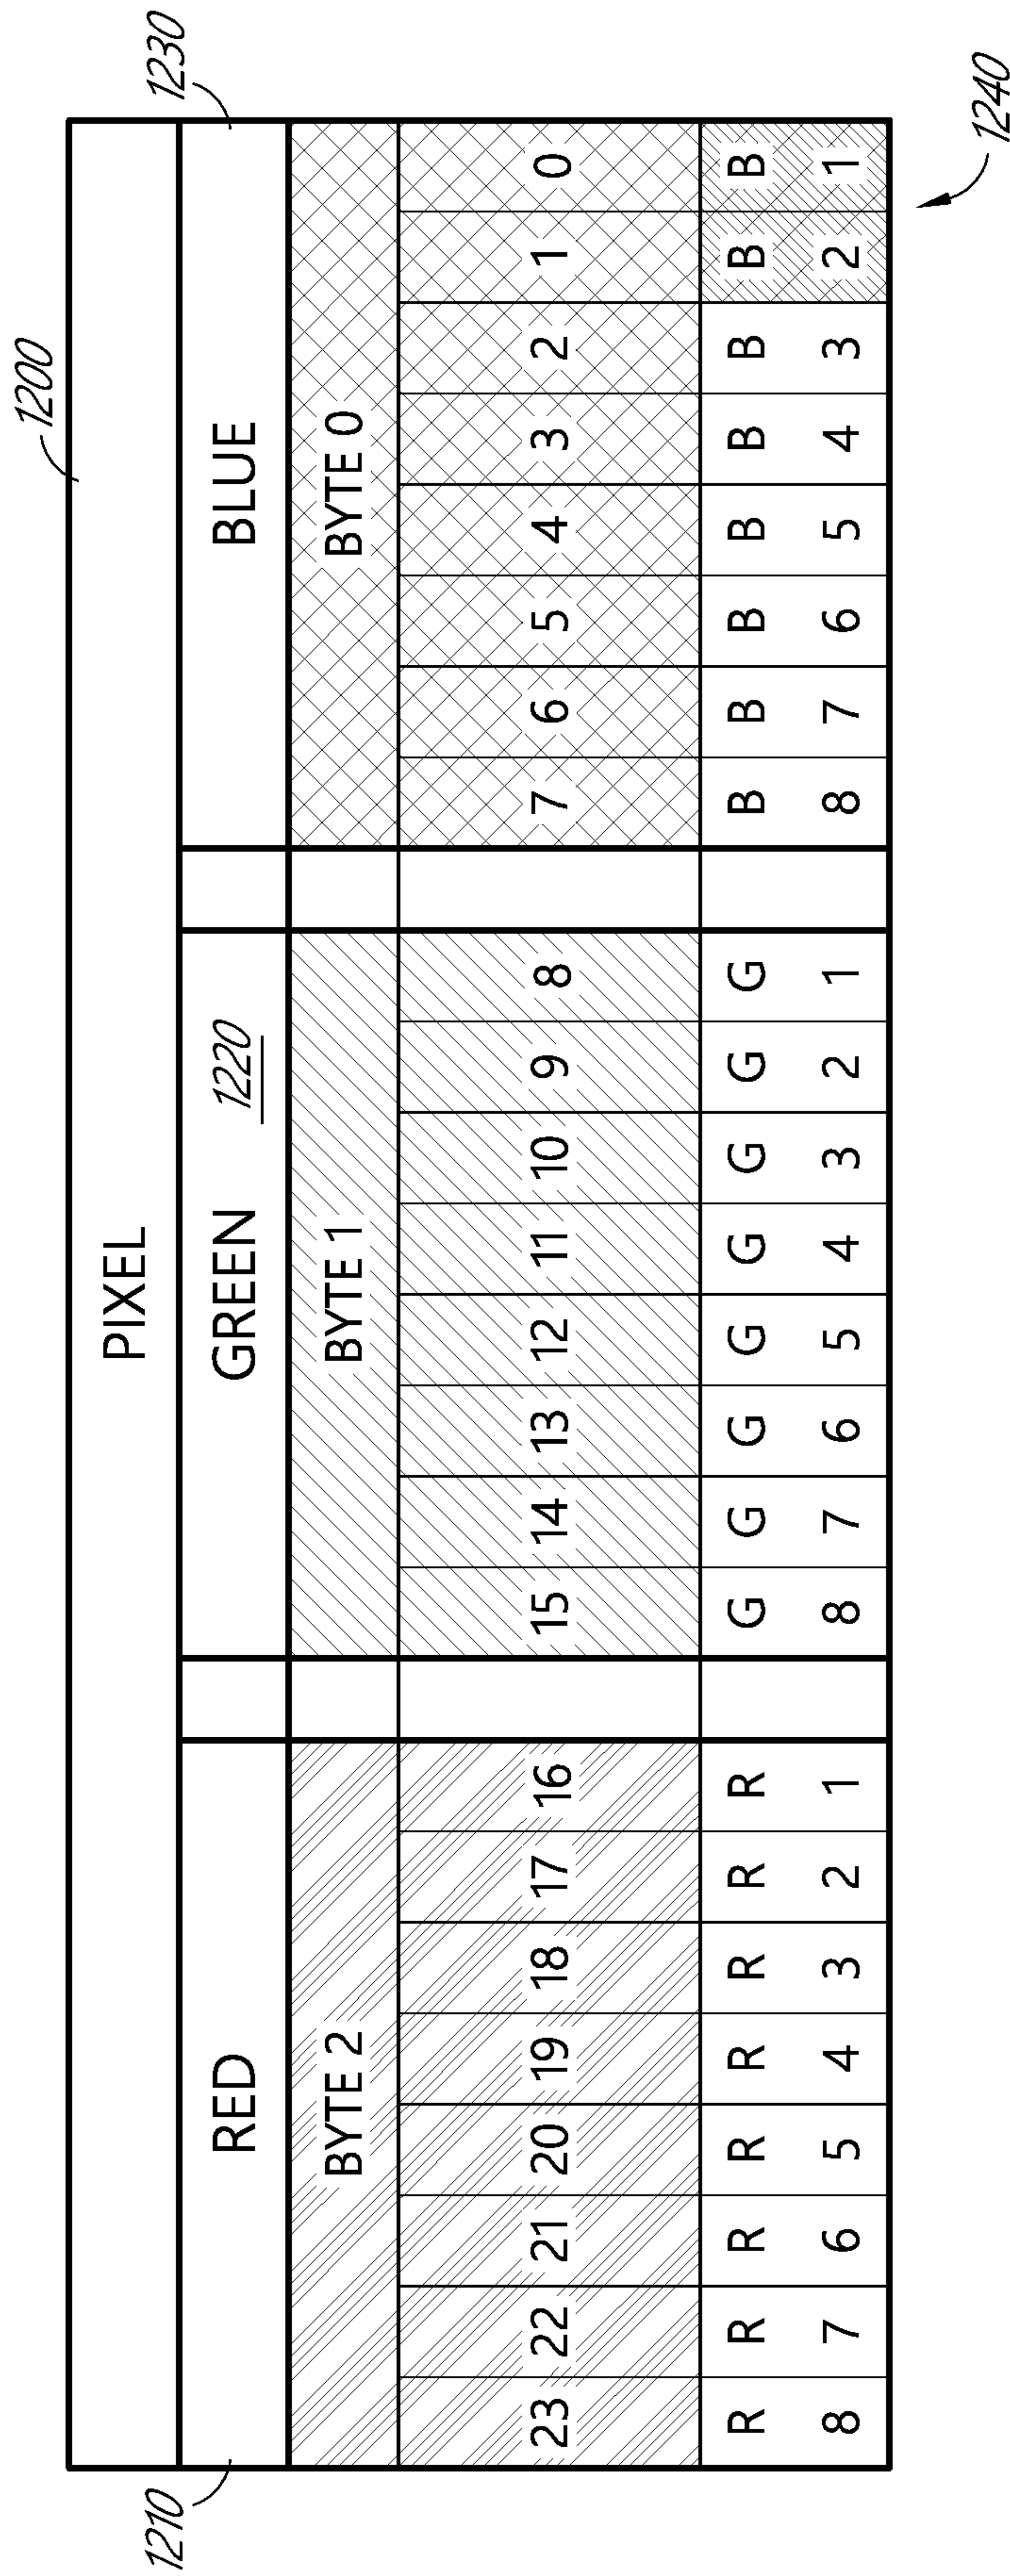 1200
PIXEL
1210
RED
GREEN
1220
BLUE
1230
BYTE 2
BYTE 1
BYTE 0
23 22 21 20 19 18 17 16 15 14 13 12 11 10 9 8 7 6 5 4 3 2 1 0
R R R R R R R R G G G G G G G G B B B B B B B B
8 7 6 5 4 3 2 1 8 7 6 5 4 3 2 1 8 7 6 5 4 3 2 1
1240